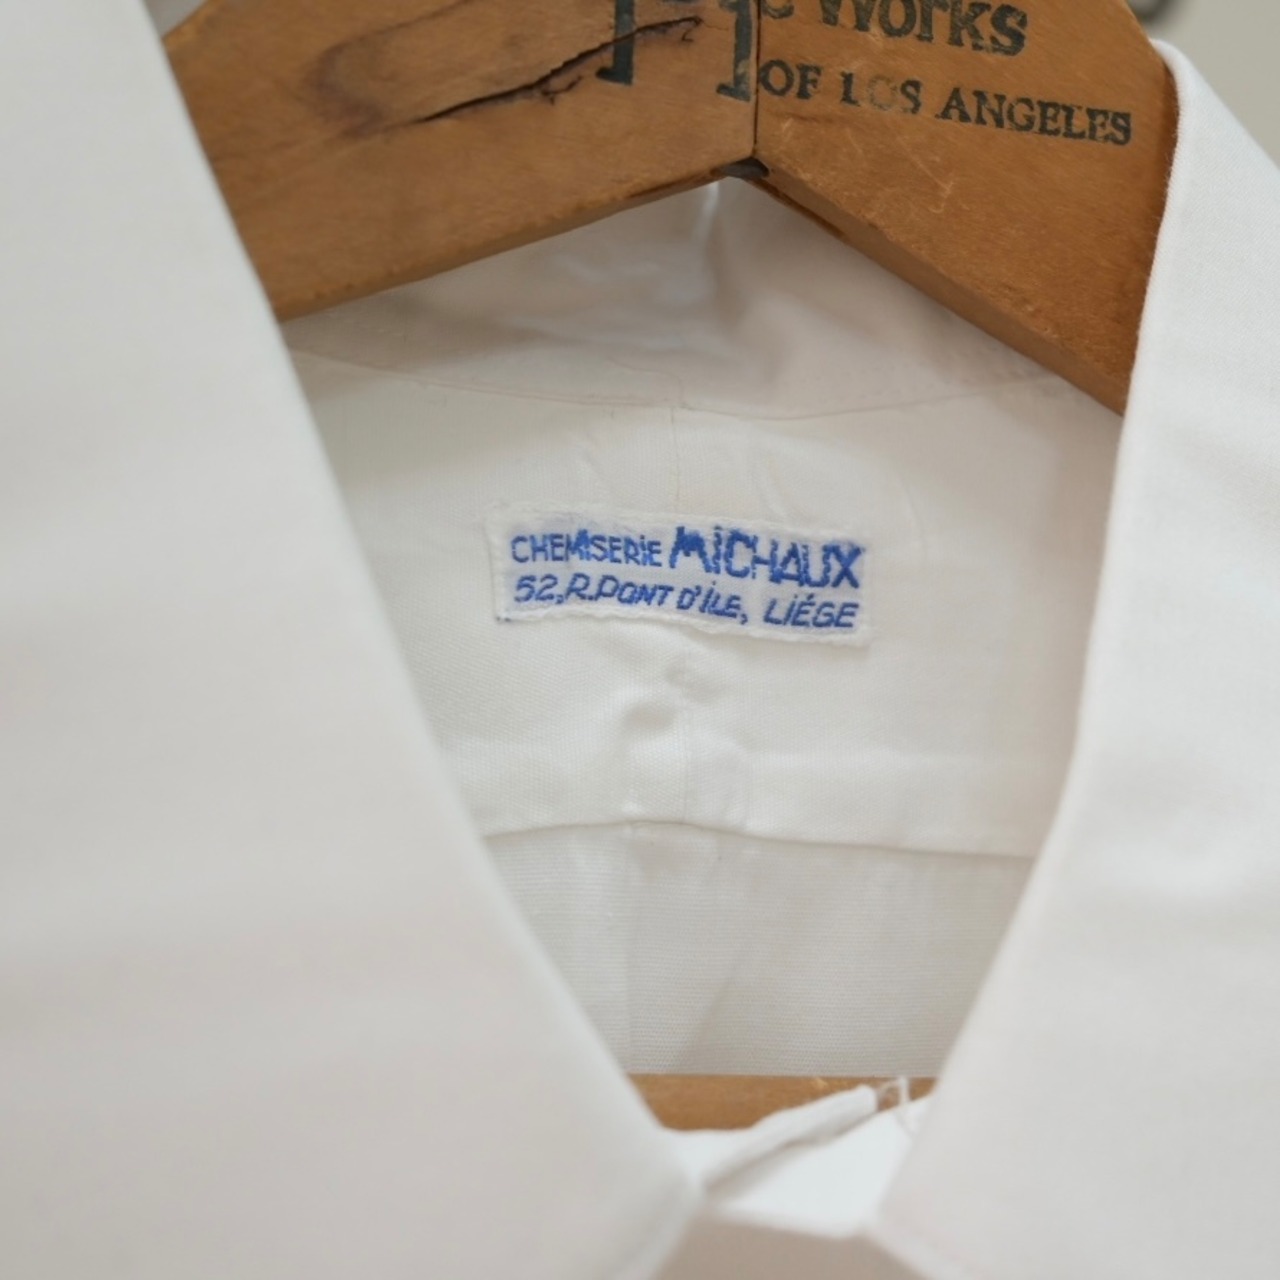 Works
OF LOS ANGELES
CHEMiSERiE MiCHAUX
52, R. PONT D'iLE, LiÉGE